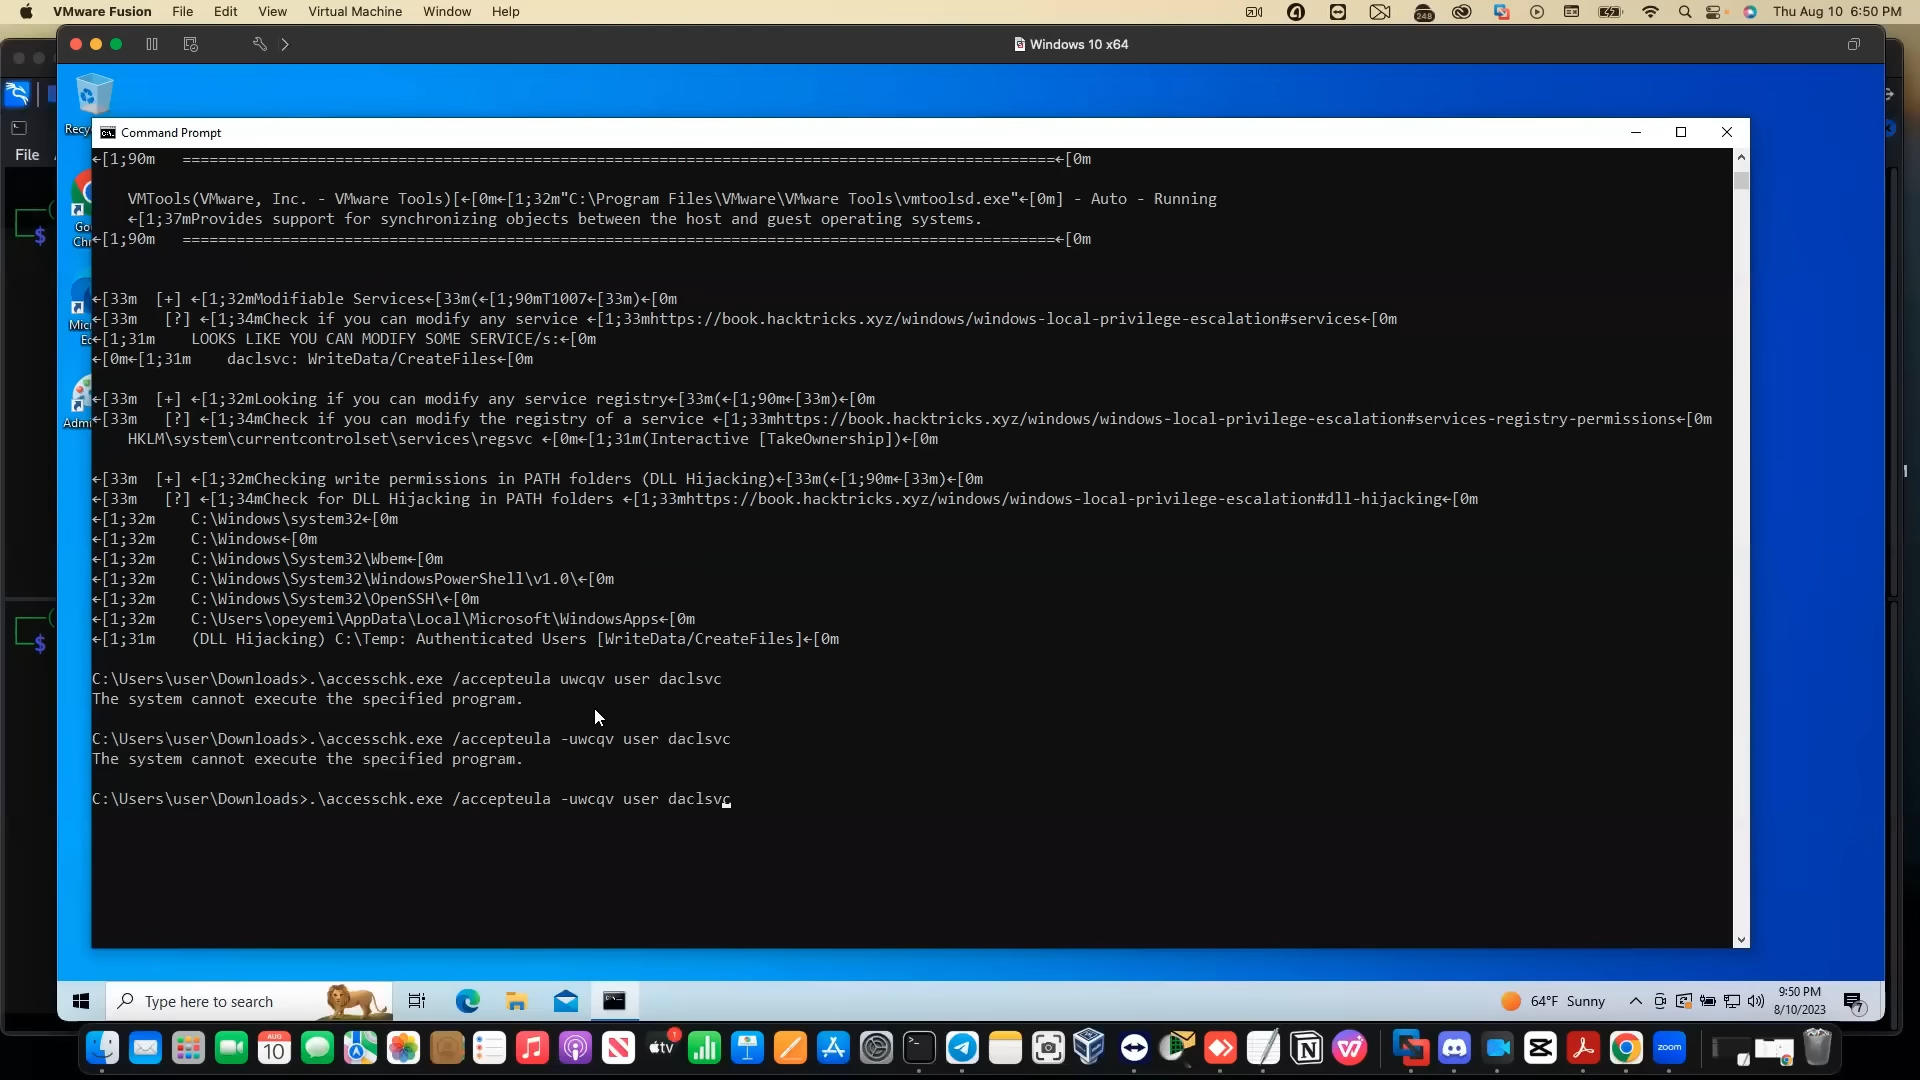 VMware Fusion File Edit View Virtual Machine Window Help
248
Thu Aug 10 6:50 PM
Windows 10 x64
File
Recy
Command Prompt
←[1;90m   =================================================================================================←[0m
VMTools(VMware, Inc. - VMware Tools)[←[0m←[1;32m"C:\Program Files\VMware\VMware Tools\vmtoolsd.exe"←[0m] - Auto - Running
←[1;37mProvides support for synchronizing objects between the host and guest operating systems.
←[1;90m   =================================================================================================←[0m
Go
Ch
←[33m  [+] ←[1;32mModifiable Services←[33m(←[1;90mT1007←[33m)←[0m
←[33m   [?] ←[1;34mCheck if you can modify any service ←[1;33mhttps://book.hacktricks.xyz/windows/windows-local-privilege-escalation#services←[0m
←[1;31m    LOOKS LIKE YOU CAN MODIFY SOME SERVICE/s:←[0m
←[0m←[1;31m    daclsvc: WriteData/CreateFiles←[0m
Mic
E
←[33m  [+] ←[1;32mLooking if you can modify any service registry←[33m(←[1;90m←[33m)←[0m
←[33m   [?] ←[1;34mCheck if you can modify the registry of a service ←[1;33mhttps://book.hacktricks.xyz/windows/windows-local-privilege-escalation#services-registry-permissions←[0m
HKLM\system\currentcontrolset\services\regsvc ←[0m←[1;31m(Interactive [TakeOwnership])←[0m
Adm
←[33m  [+] ←[1;32mChecking write permissions in PATH folders (DLL Hijacking)←[33m(←[1;90m←[33m)←[0m
←[33m   [?] ←[1;34mCheck for DLL Hijacking in PATH folders ←[1;33mhttps://book.hacktricks.xyz/windows/windows-local-privilege-escalation#dll-hijacking←[0m
←[1;32m    C:\Windows\system32←[0m
←[1;32m    C:\Windows←[0m
←[1;32m    C:\Windows\System32\Wbem←[0m
←[1;32m    C:\Windows\System32\WindowsPowerShell\v1.0\←[0m
←[1;32m    C:\Windows\System32\OpenSSH\←[0m
←[1;32m    C:\Users\opeyemi\AppData\Local\Microsoft\WindowsApps←[0m
←[1;31m    (DLL Hijacking) C:\Temp: Authenticated Users [WriteData/CreateFiles]←[0m
C:\Users\user\Downloads>.\accesschk.exe /accepteula uwcqv user daclsvc
The system cannot execute the specified program.
C:\Users\user\Downloads>.\accesschk.exe /accepteula -uwcqv user daclsvc
The system cannot execute the specified program.
C:\Users\user\Downloads>.\accesschk.exe /accepteula -uwcqv user daclsvc
Type here to search
64°F Sunny
9:50 PM
8/10/2023
7
AUG
10
tv
1
zoom